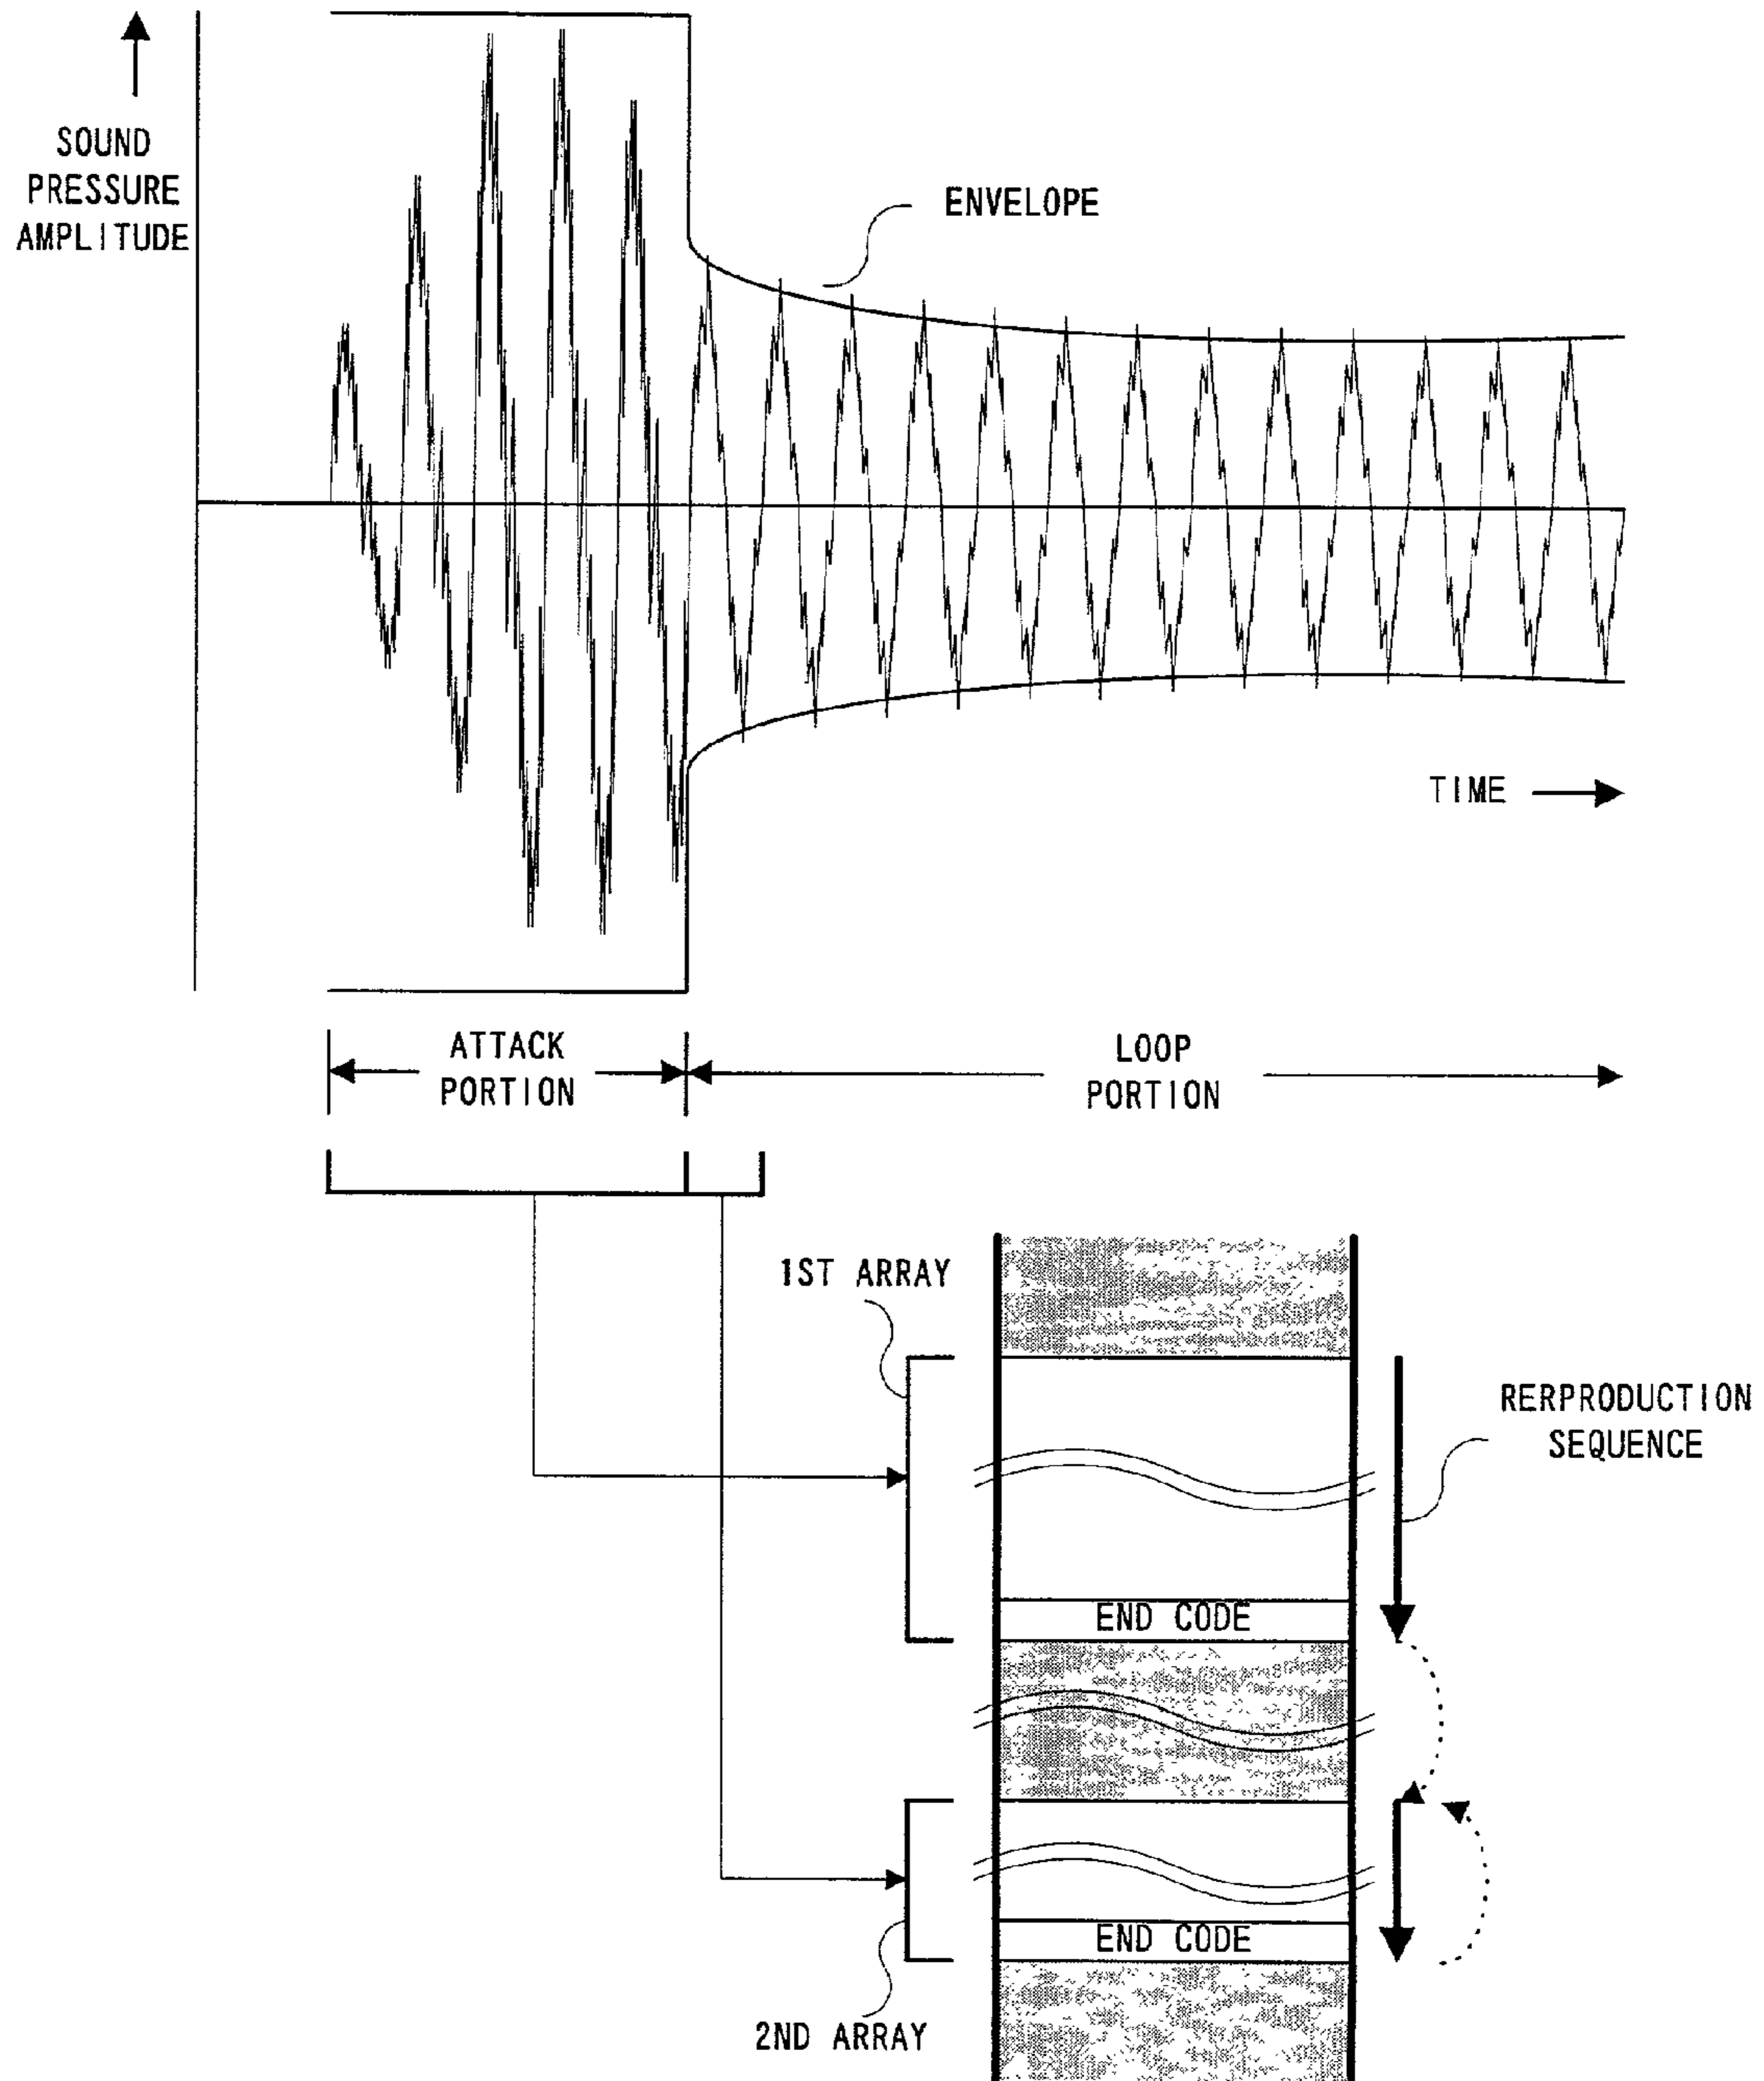 SOUND
PRESSURE
AMPLITUDE
ENVELOPE
TIME
ATTACK
PORTION
LOOP
PORTION
1ST ARRAY
RERPRODUCTION
SEQUENCE
END CODE
END CODE
2ND ARRAY